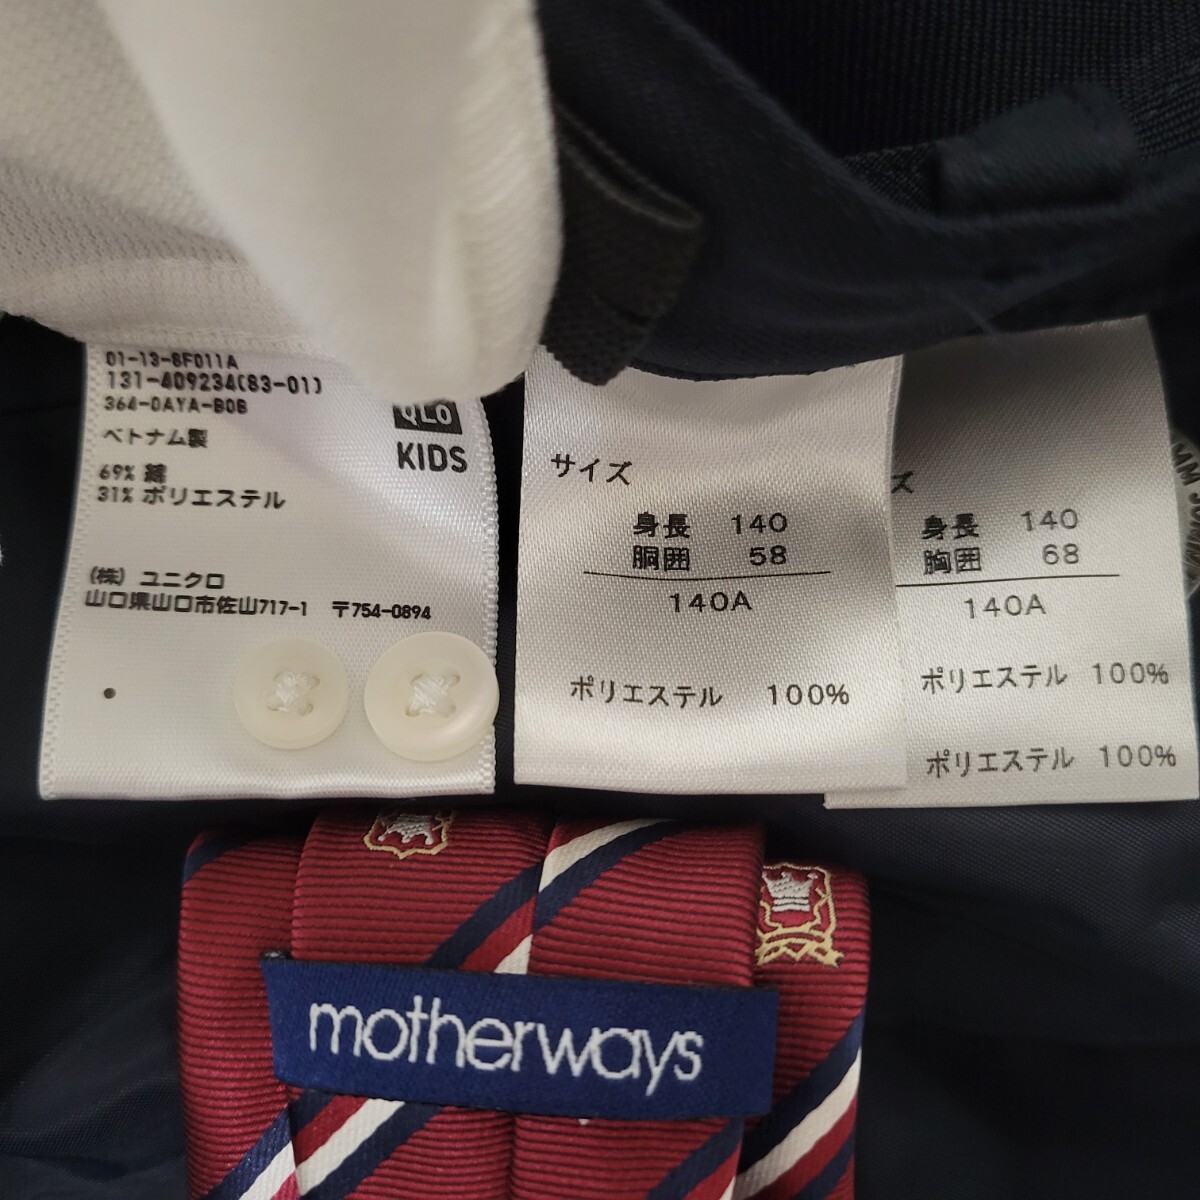 01-13-8F011A
131-409234(83-01)
364-0AYA-B0B
ベトナム製
69% 綿
31% ポリエステル
(株) ユニクロ
山口県山口市佐山717-1 〒754-0894
QLO
KIDS
サイズ
身長 140
胴囲 58
140A
ポリエステル 100%
ズ
身長 140
胸囲 68
140A
ポリエステル 100%
ポリエステル 100%
motherways